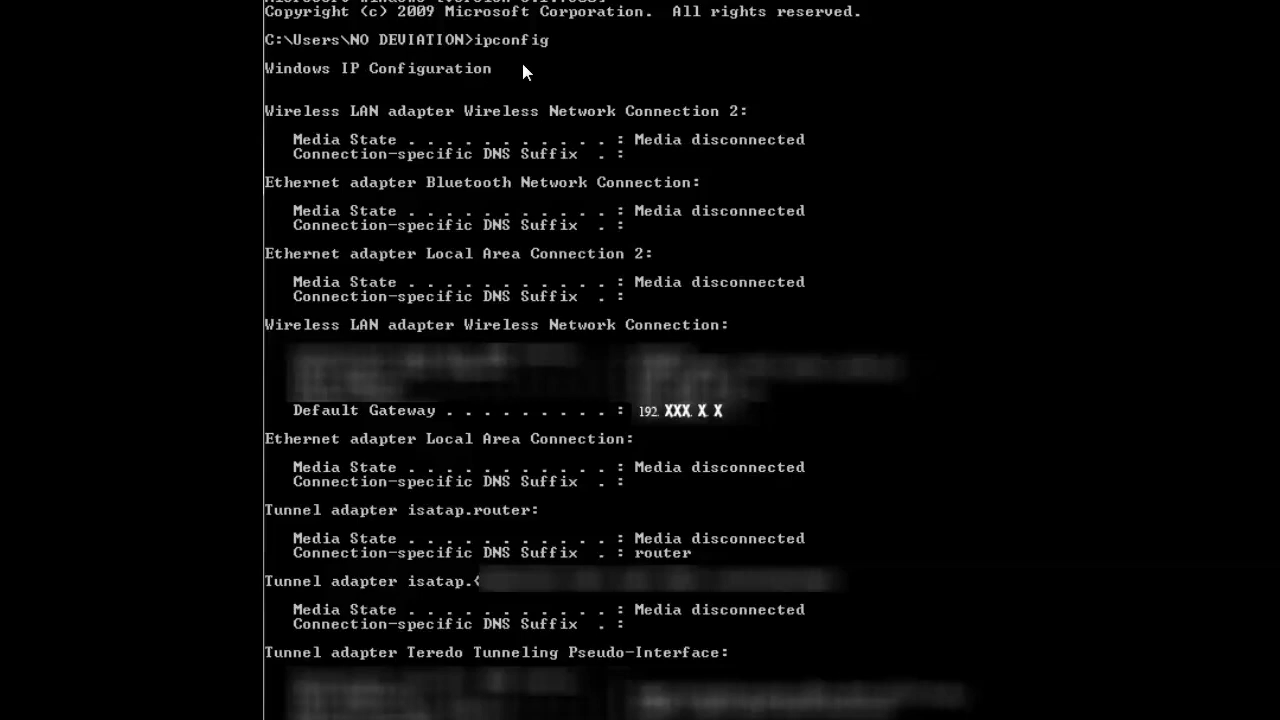 Copyright (c) 2009 Microsoft Corporation.  All rights reserved.
C:\Users\NO DEVIATION>ipconfig
Windows IP Configuration
Wireless LAN adapter Wireless Network Connection 2:
Media State . . . . . . . . . . . : Media disconnected
Connection-specific DNS Suffix  . :
Ethernet adapter Bluetooth Network Connection:
Media State . . . . . . . . . . . : Media disconnected
Connection-specific DNS Suffix  . :
Ethernet adapter Local Area Connection 2:
Media State . . . . . . . . . . . : Media disconnected
Connection-specific DNS Suffix  . :
Wireless LAN adapter Wireless Network Connection:
Default Gateway . . . . . . . . . : 192. XXX. X X
Ethernet adapter Local Area Connection:
Media State . . . . . . . . . . . : Media disconnected
Connection-specific DNS Suffix  . :
Tunnel adapter isatap.router:
Media State . . . . . . . . . . . : Media disconnected
Connection-specific DNS Suffix  . : router
Tunnel adapter isatap.{
Media State . . . . . . . . . . . : Media disconnected
Connection-specific DNS Suffix  . :
Tunnel adapter Teredo Tunneling Pseudo-Interface: